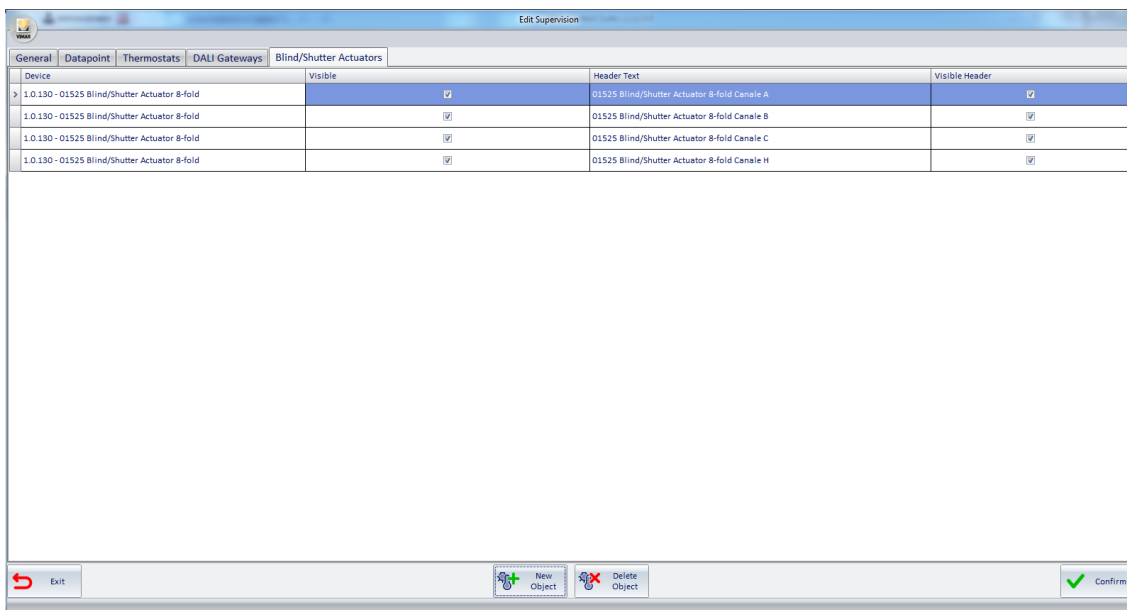 Edit Supervision
VIMAR
General Datapoint Thermostats DALI Gateways Blind/Shutter Actuators
Device Visible Header Text Visible Header
> 1.0.130 - 01525 Blind/Shutter Actuator 8-fold 01525 Blind/Shutter Actuator 8-fold Canale A
1.0.130 - 01525 Blind/Shutter Actuator 8-fold 01525 Blind/Shutter Actuator 8-fold Canale B
1.0.130 - 01525 Blind/Shutter Actuator 8-fold 01525 Blind/Shutter Actuator 8-fold Canale C
1.0.130 - 01525 Blind/Shutter Actuator 8-fold 01525 Blind/Shutter Actuator 8-fold Canale H
Exit
New
Object
Delete
Object
Confirm